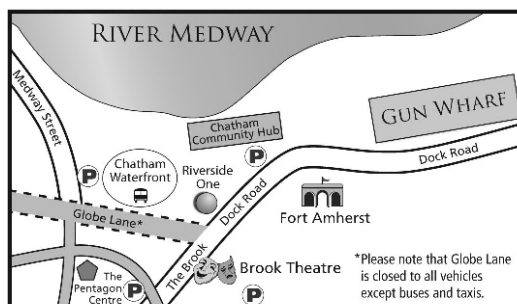 RIVER MEDWAY
Medway Street
GUN WHARF
Chatham
Community Hub
P
Dock Road
P
Chatham
Waterfront
Riverside
One
Dock Road
Fort Amherst
Globe Lane*
The Brook
Brook Theatre
*Please note that Globe Lane
is closed to all vehicles
except buses and taxis.
The
Pentagon
Centre
P
P